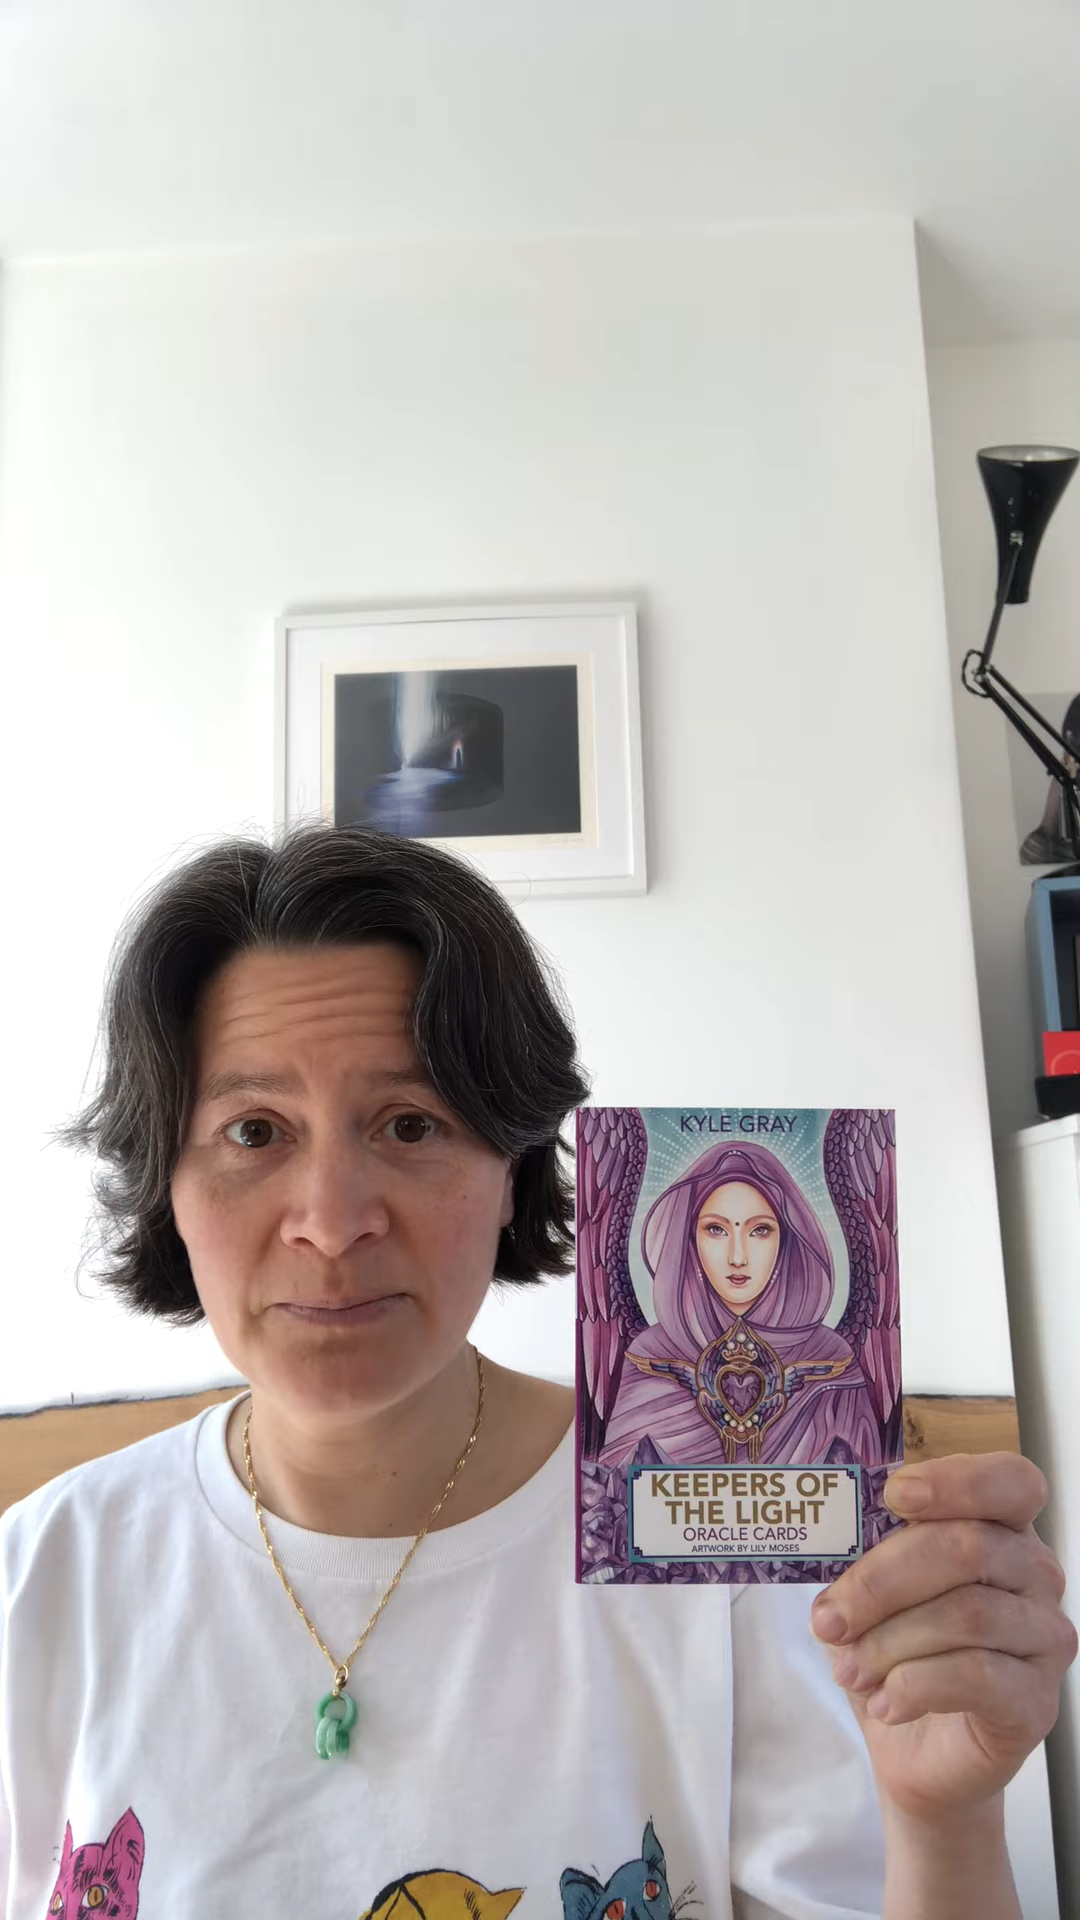 KYLE GRAY
KEEPERS OF
THE LIGHT
ORACLE CARDS
ARTWORK BY LILY MOSES